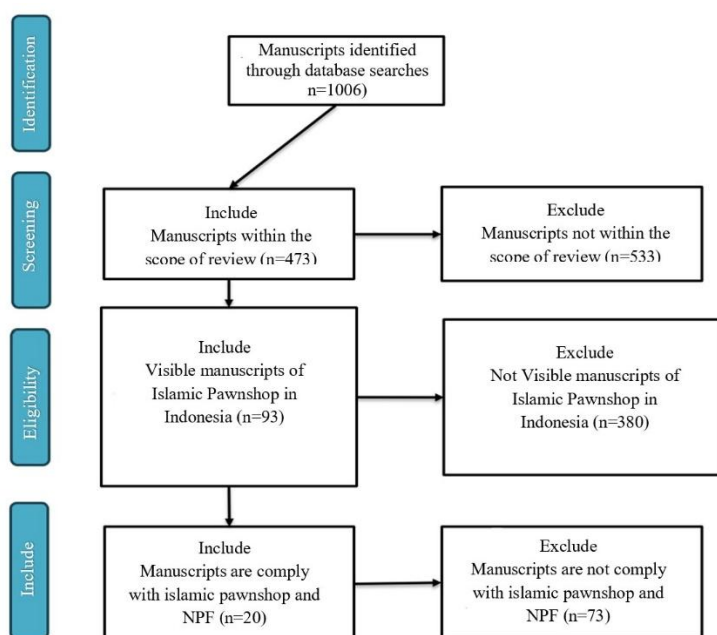 Identification
Manuscripts identified
through database searches
n=1006)
Screening
Include
Manuscripts within the
scope of review (n=473)
Exclude
Manuscripts not within the
scope of review (n=533)
Eligibility
Include
Visible manuscripts of
Islamic Pawnshop in
Indonesia (n=93)
Exclude
Not Visible manuscripts of
Islamic Pawnshop in
Indonesia (n=380)
Include
Include
Manuscripts are comply
with islamic pawnshop and
NPF (n=20)
Exclude
Manuscripts are not comply
with islamic pawnshop and
NPF (n=73)